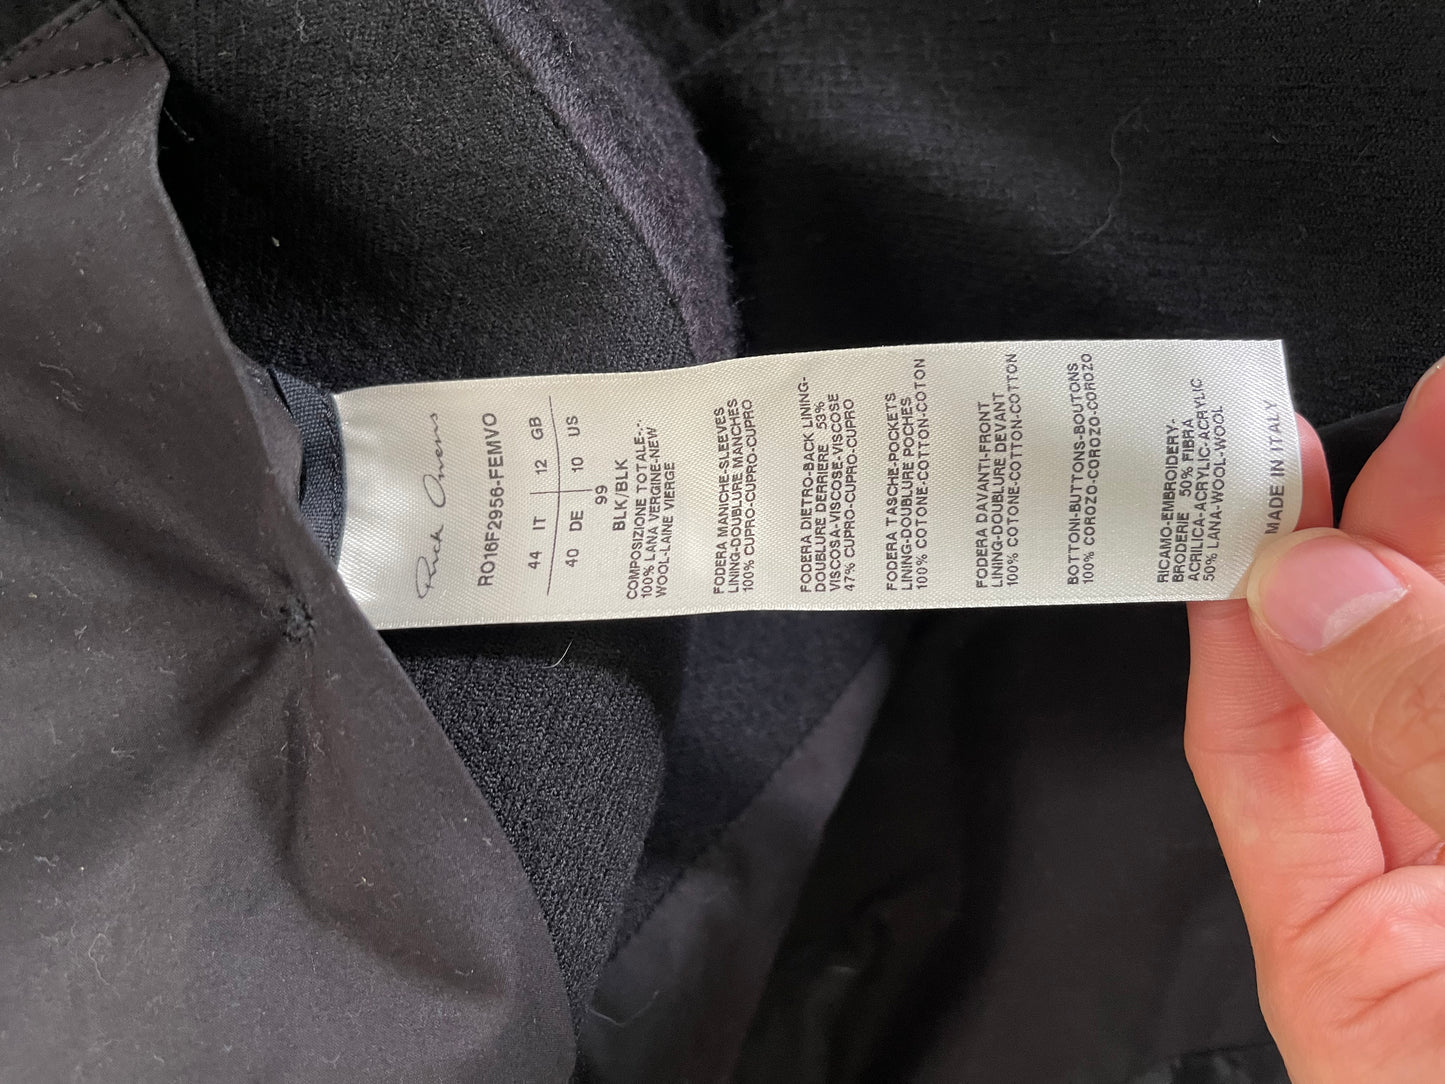 Rick Owens
RO16F2956-FEMVO
44 IT 12 GB
40 DE 10 US
99
BLK/BLK
COMPOSIZIONE TOTALE-.-
100% LANA VERGINE-NEW
WOOL-LAINE VIERGE
FODERA MANICHE-SLEEVES
LINING-DOUBLURE MANCHES
100% CUPRO-CUPRO-CUPRO
FODERA DIETRO-BACK LINING-
DOUBLURE DERRIERE 53%
VISCOSA-VISCOSE-VISCOSE
47% CUPRO-CUPRO-CUPRO
FODERA TASCHE-POCKETS
LINING-DOUBLURE POCHES
100% COTONE-COTTON-COTON
FODERA DAVANTI-FRONT
LINING-DOUBLURE DEVANT
100% COTONE-COTTON-COTTON
BOTTONI-BUTTONS-BOUTONS
100% COROZO-COROZO-COROZO
RICAMO-EMBROIDERY-
BRODERIE 50% FIBRA
ACRILICA-ACRYLIC-ACRYLIC
50% LANA-WOOL-WOOL
MADE IN ITALY